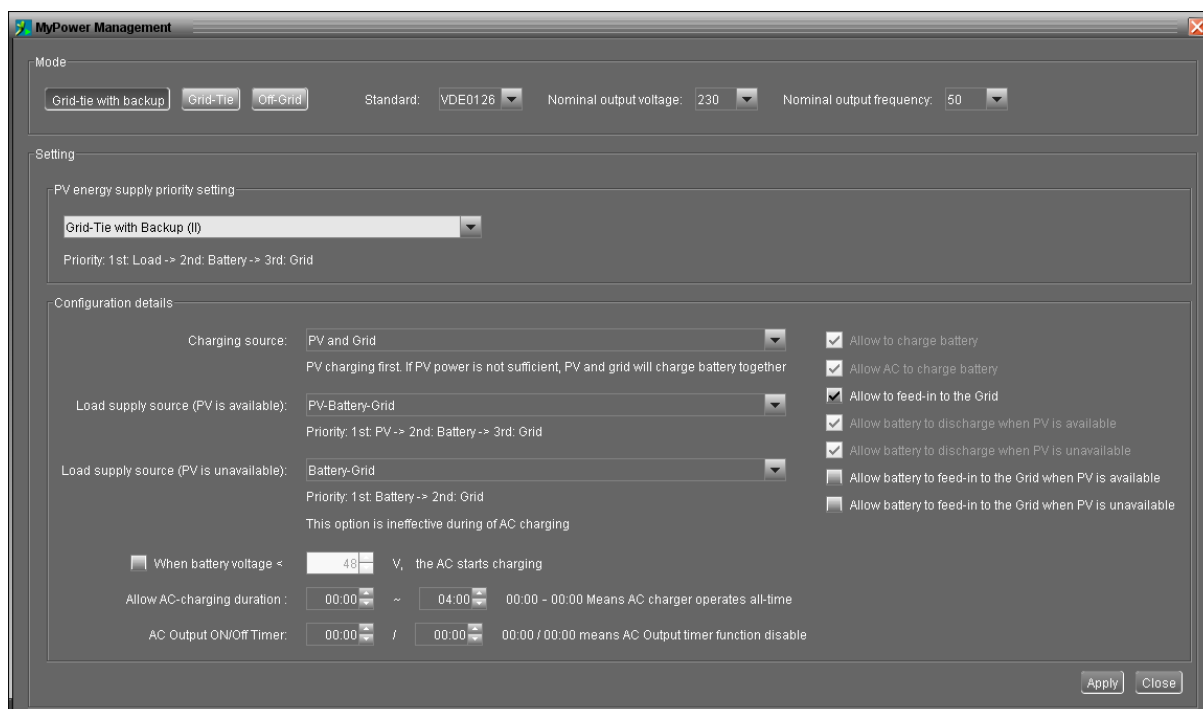 MyPower Management
Mode
Grid-tie with backup Grid-Tie Off-Grid Standard: VDE0126 Nominal output voltage: 230 Nominal output frequency: 50
Setting
PV energy supply priority setting
Grid-Tie with Backup (II)
Priority: 1st: Load -> 2nd: Battery -> 3rd: Grid
Configuration details
Charging source: PV and Grid
PV charging first. If PV power is not sufficient, PV and grid will charge battery together
Load supply source (PV is available): PV-Battery-Grid
Priority: 1st: PV -> 2nd: Battery -> 3rd: Grid
Load supply source (PV is unavailable): Battery-Grid
Priority: 1st: Battery -> 2nd: Grid
This option is ineffective during of AC charging
Allow to charge battery
Allow AC to charge battery
Allow to feed-in to the Grid
Allow battery to discharge when PV is available
Allow battery to discharge when PV is unavailable
Allow battery to feed-in to the Grid when PV is available
Allow battery to feed-in to the Grid when PV is unavailable
When battery voltage < 48 V, the AC starts charging
Allow AC-charging duration : 00:00 ~ 04:00 00:00 - 00:00 Means AC charger operates all-time
AC Output ON/Off Timer: 00:00 / 00:00 00:00 / 00:00 means AC Output timer function disable
Apply Close